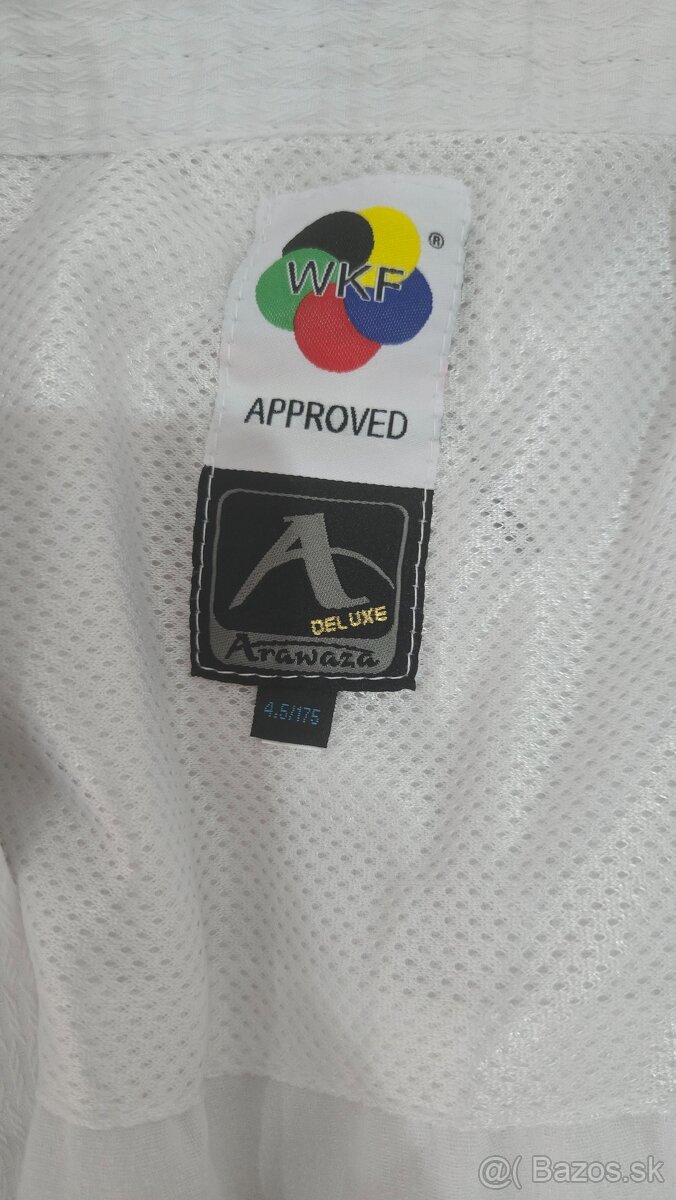 WKF
®
APPROVED
DELUXE
Arawaza
4.5/175
@( Bazos.sk